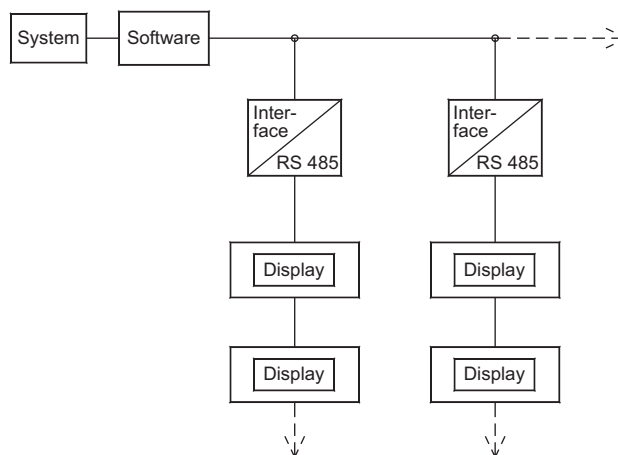 System
Software
Inter-
face
RS 485
Inter-
face
RS 485
Display
Display
Display
Display